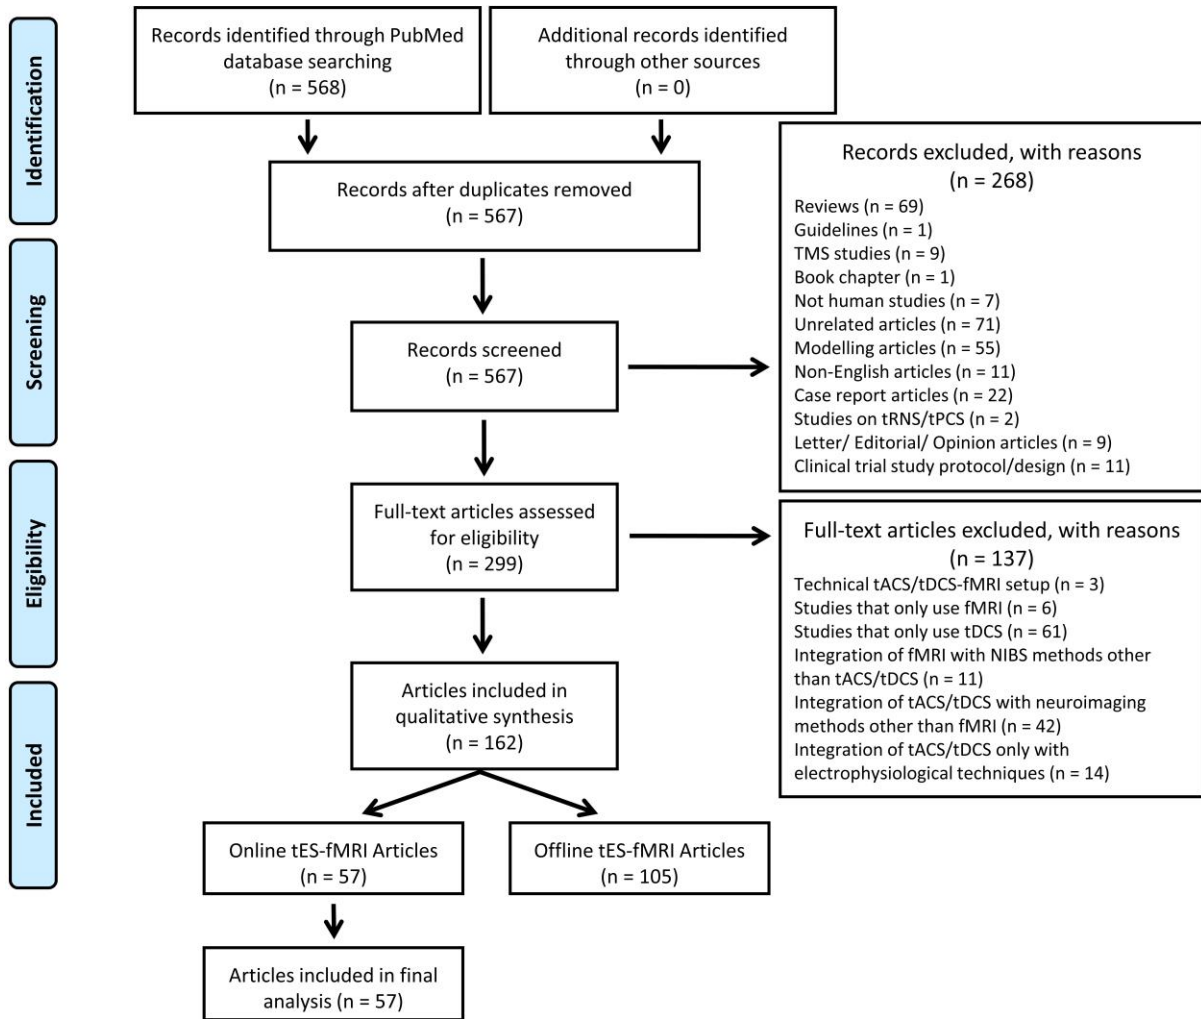 Identification
Records identified through PubMed
database searching
(n = 568)
Additional records identified
through other sources
(n = 0)
Records after duplicates removed
(n = 567)
Screening
Records screened
(n = 567)
Records excluded, with reasons
(n = 268)
Reviews (n = 69)
Guidelines (n = 1)
TMS studies (n = 9)
Book chapter (n = 1)
Not human studies (n = 7)
Unrelated articles (n = 71)
Modelling articles (n = 55)
Non-English articles (n = 11)
Case report articles (n = 22)
Studies on tRNS/tPCS (n = 2)
Letter/ Editorial/ Opinion articles (n = 9)
Clinical trial study protocol/design (n = 11)
Eligibility
Full-text articles assessed
for eligibility
(n = 299)
Full-text articles excluded, with reasons
(n = 137)
Technical tACS/tDCS-fMRI setup (n = 3)
Studies that only use fMRI (n = 6)
Studies that only use tDCS (n = 61)
Integration of fMRI with NIBS methods other
than tACS/tDCS (n = 11)
Integration of tACS/tDCS with neuroimaging
methods other than fMRI (n = 42)
Integration of tACS/tDCS only with
electrophysiological techniques (n = 14)
Included
Articles included in
qualitative synthesis
(n = 162)
Online tES-fMRI Articles
(n = 57)
Offline tES-fMRI Articles
(n = 105)
Articles included in final
analysis (n = 57)